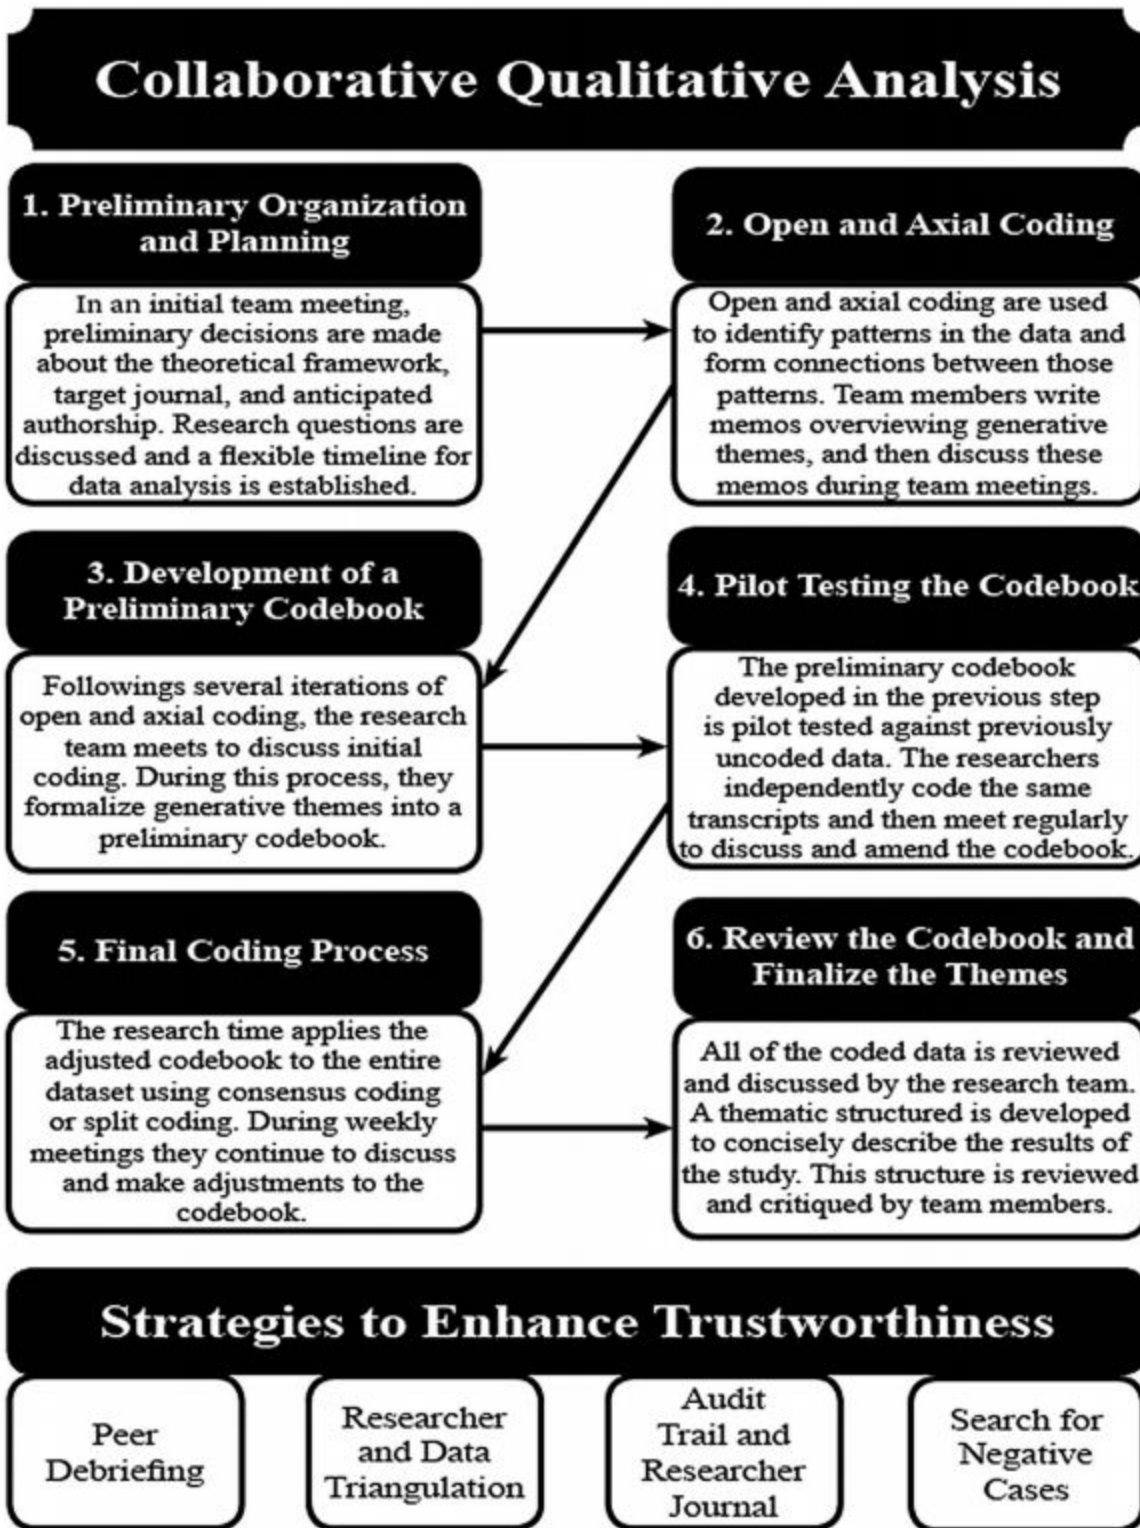 Collaborative Qualitative Analysis
1. Preliminary Organization
and Planning
In an initial team meeting,
preliminary decisions are made
about the theoretical framework,
target journal, and anticipated
authorship. Research questions are
discussed and a flexible timeline for
data analysis is established.
2. Open and Axial Coding
Open and axial coding are used
to identify patterns in the data and
form connections between those
patterns. Team members write
memos overviewing generative
themes, and then discuss these
memos during team meetings.
3. Development of a
Preliminary Codebook
Followings several iterations of
open and axial coding, the research
team meets to discuss initial
coding. During this process, they
formalize generative themes into a
preliminary codebook.
4. Pilot Testing the Codebook
The preliminary codebook
developed in the previous step
is pilot tested against previously
uncoded data. The researchers
independently code the same
transcripts and then meet regularly
to discuss and amend the codebook.
5. Final Coding Process
The research time applies the
adjusted codebook to the entire
dataset using consensus coding
or split coding. During weekly
meetings they continue to discuss
and make adjustments to the
codebook.
6. Review the Codebook and
Finalize the Themes
All of the coded data is reviewed
and discussed by the research team.
A thematic structured is developed
to concisely describe the results of
the study. This structure is reviewed
and critiqued by team members.
Strategies to Enhance Trustworthiness
Peer
Debriefing
Researcher
and Data
Triangulation
Audit
Trail and
Researcher
Journal
Search for
Negative
Cases